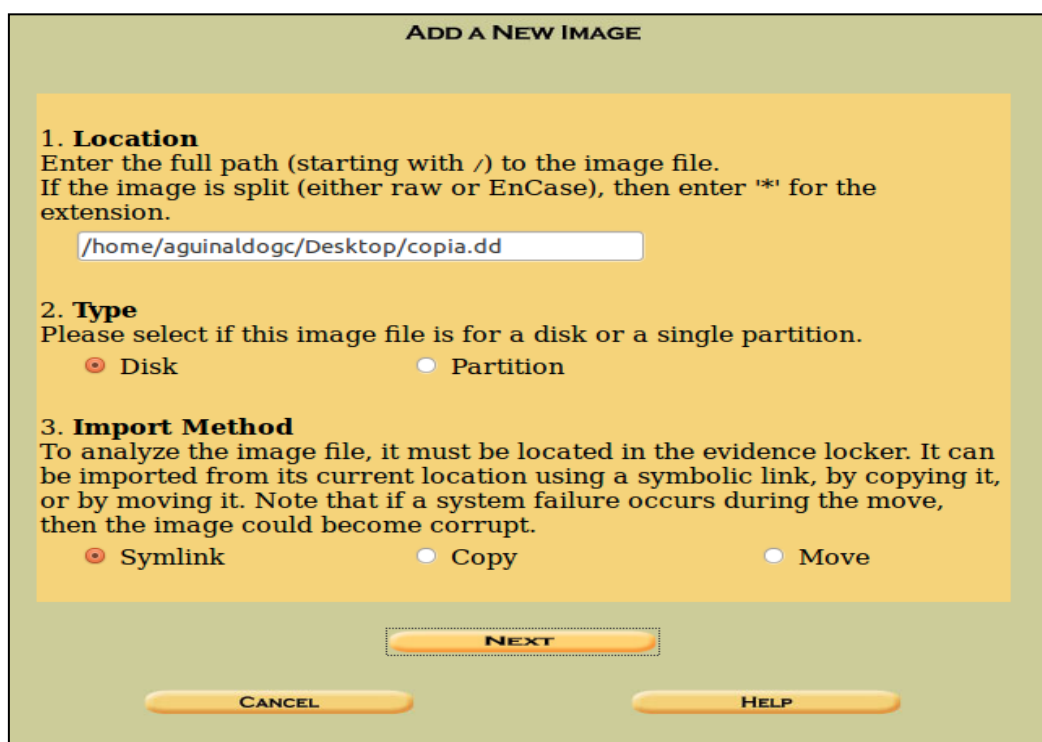 ADD A NEW IMAGE
1. Location
Enter the full path (starting with /) to the image file.
If the image is split (either raw or EnCase), then enter '*' for the
extension.
/home/aguinaldogc/Desktop/copia.dd
2. Type
Please select if this image file is for a disk or a single partition.
Disk Partition
3. Import Method
To analyze the image file, it must be located in the evidence locker. It can
be imported from its current location using a symbolic link, by copying it,
or by moving it. Note that if a system failure occurs during the move,
then the image could become corrupt.
Symlink Copy Move
NEXT
CANCEL HELP